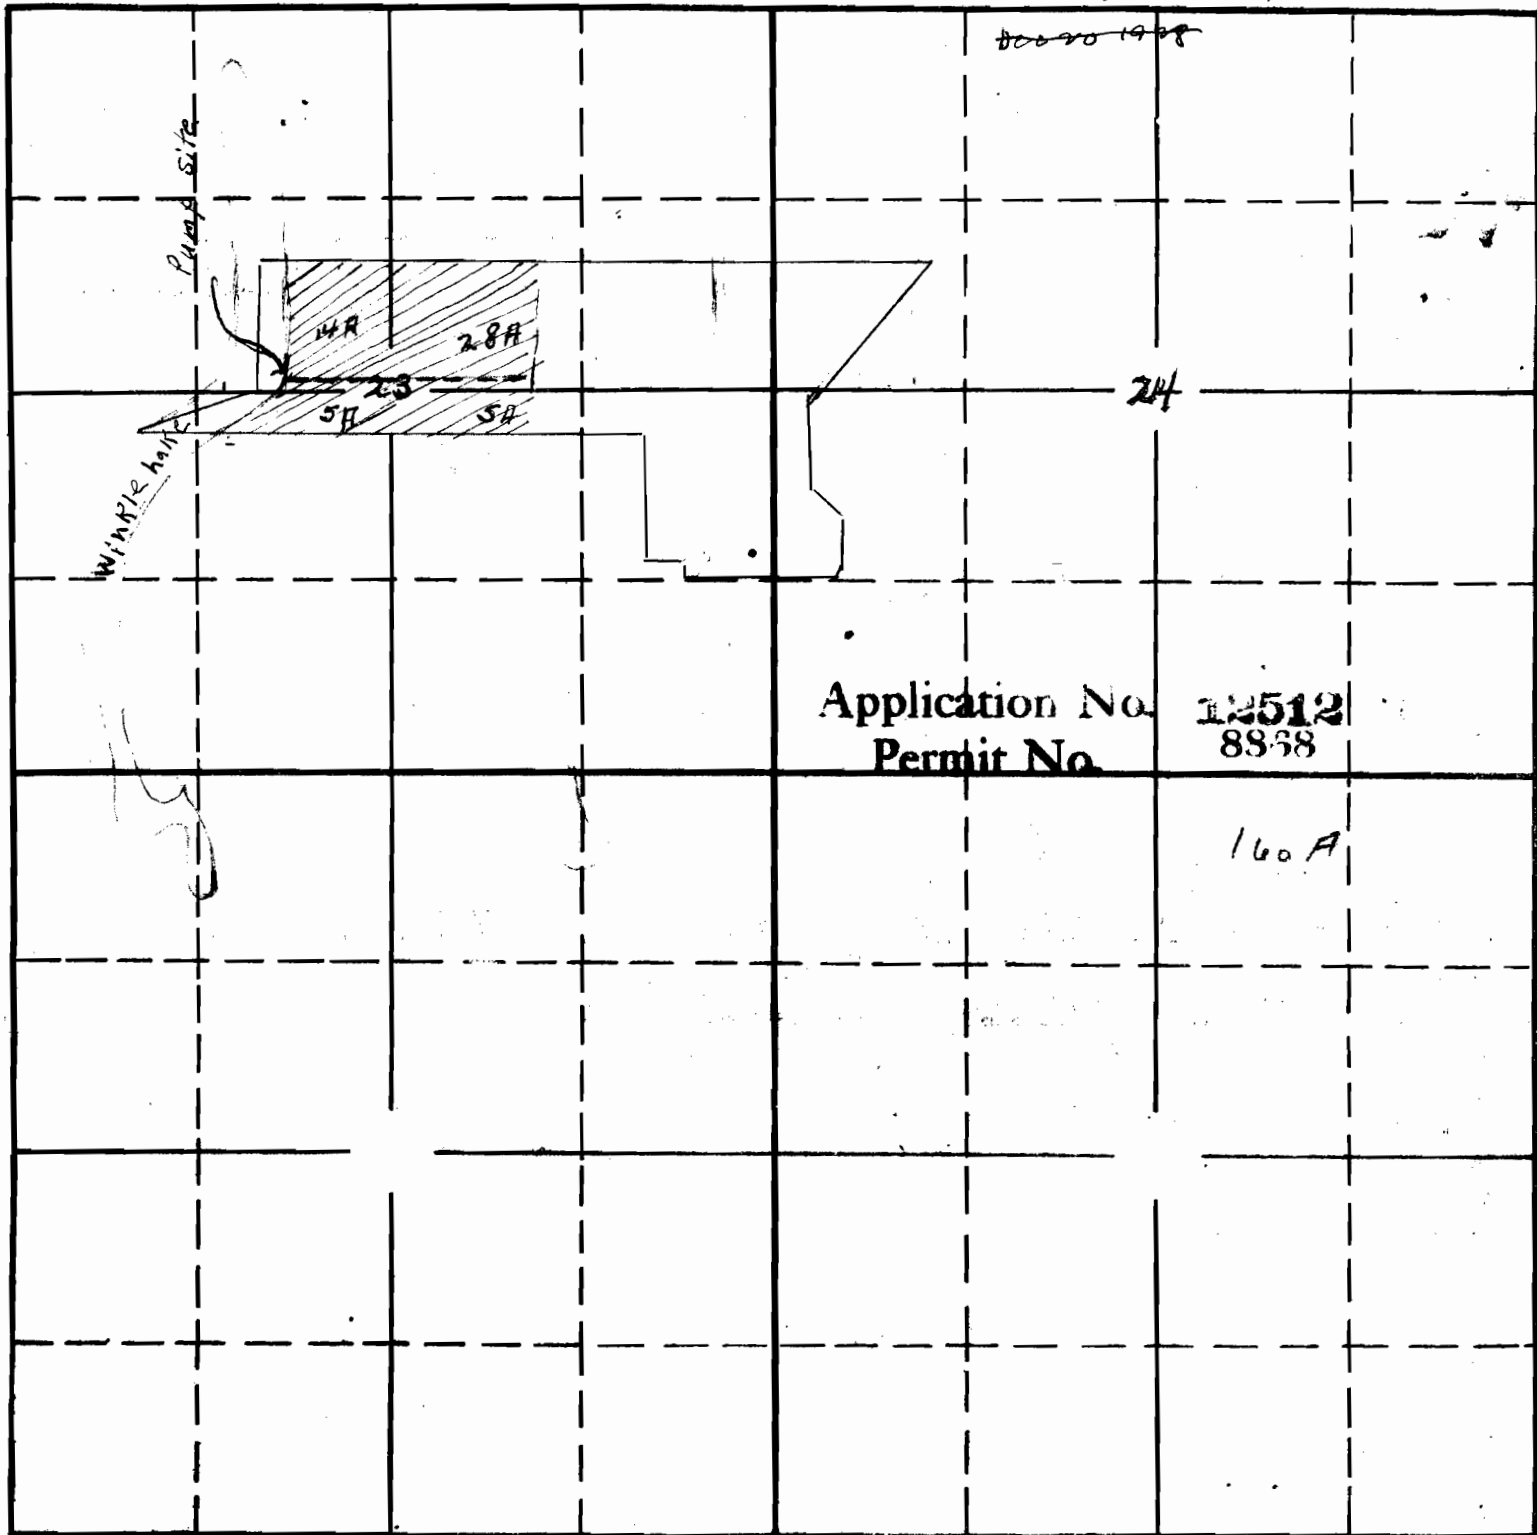 Pump site
14A
28A
23
5A
5A
Winkle Lake
24
Application No. 12512
Permit No. 8868
160 A